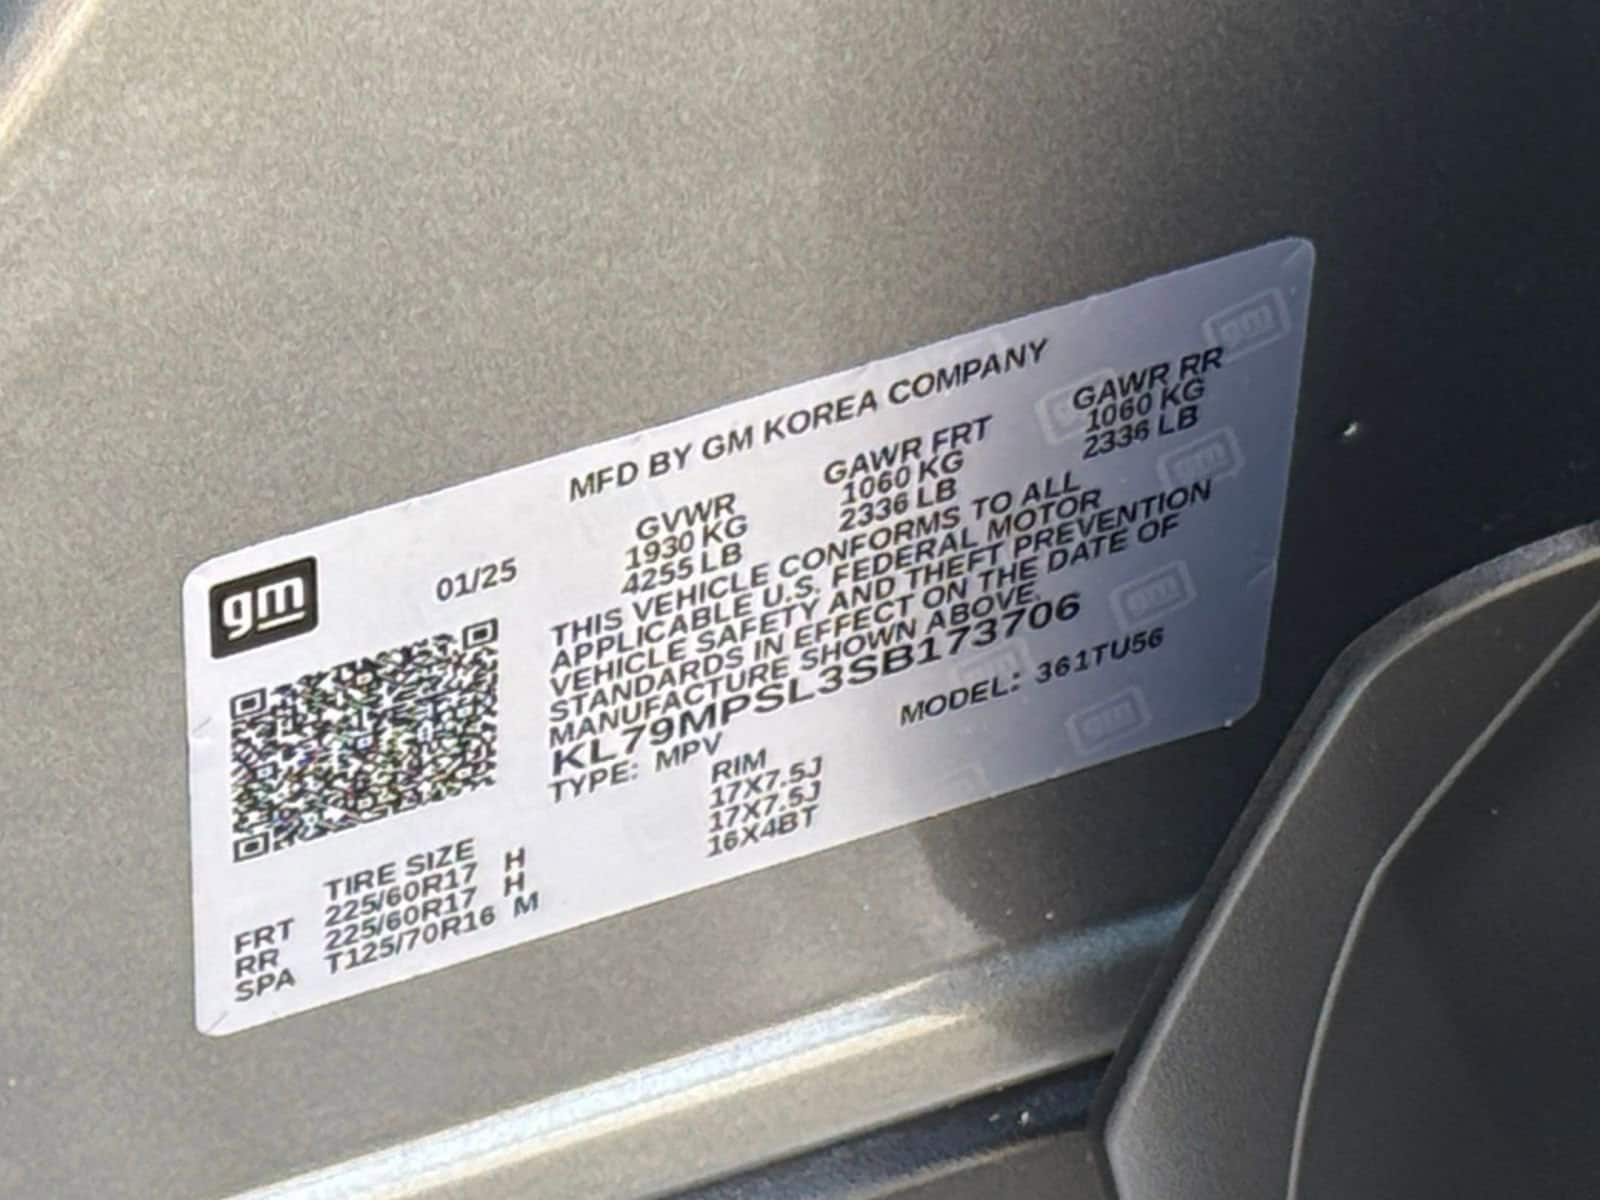 gm
01/25
MFD BY GM KOREA COMPANY
GVWR GAWR FRT GAWR RR
1930 KG 1060 KG 1060 KG
4255 LB 2336 LB 2336 LB
THIS VEHICLE CONFORMS TO ALL
APPLICABLE U.S. FEDERAL MOTOR
VEHICLE SAFETY AND THEFT PREVENTION
STANDARDS IN EFFECT ON THE DATE OF
MANUFACTURE SHOWN ABOVE.
KL79MPSL3SB173706
TYPE: MPV MODEL: 361TU56
TIRE SIZE RIM
FRT 225/60R17 H 17X7.5J
RR 225/60R17 H 17X7.5J
SPA T125/70R16 M 16X4BT